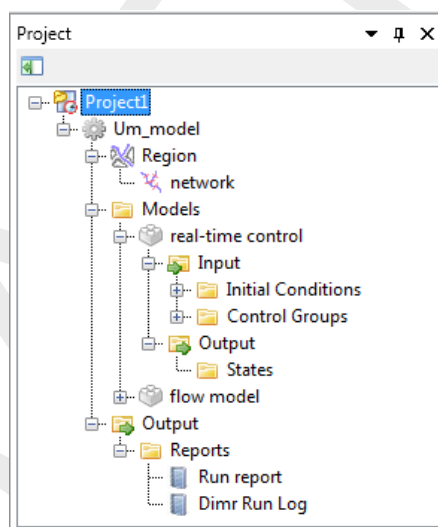 Project
Project1
Um_model
Region
network
Models
real-time control
Input
Initial Conditions
Control Groups
Output
States
flow model
Output
Reports
Run report
Dimr Run Log